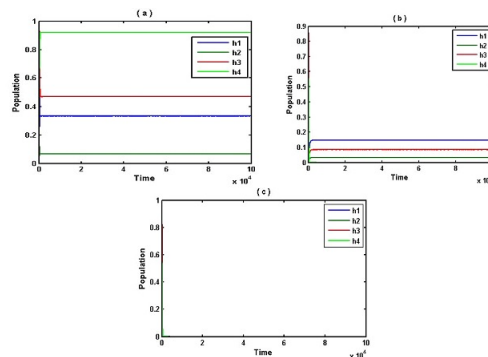 ( a )
1
0.8
0.6
0.4
0.2
0
Population
h1
h2
h3
h4
0 2 4 6 8 10
Time
x 10^4
( b )
0.9
0.8
0.7
0.6
0.5
0.4
0.3
0.2
0.1
0
Population
h1
h2
h3
h4
0 2 4 6 8
Time
x 10
( c )
1
0.8
0.6
0.4
0.2
0
Population
h1
h2
h3
h4
0 2 4 6 8 10
Time
x 10^4